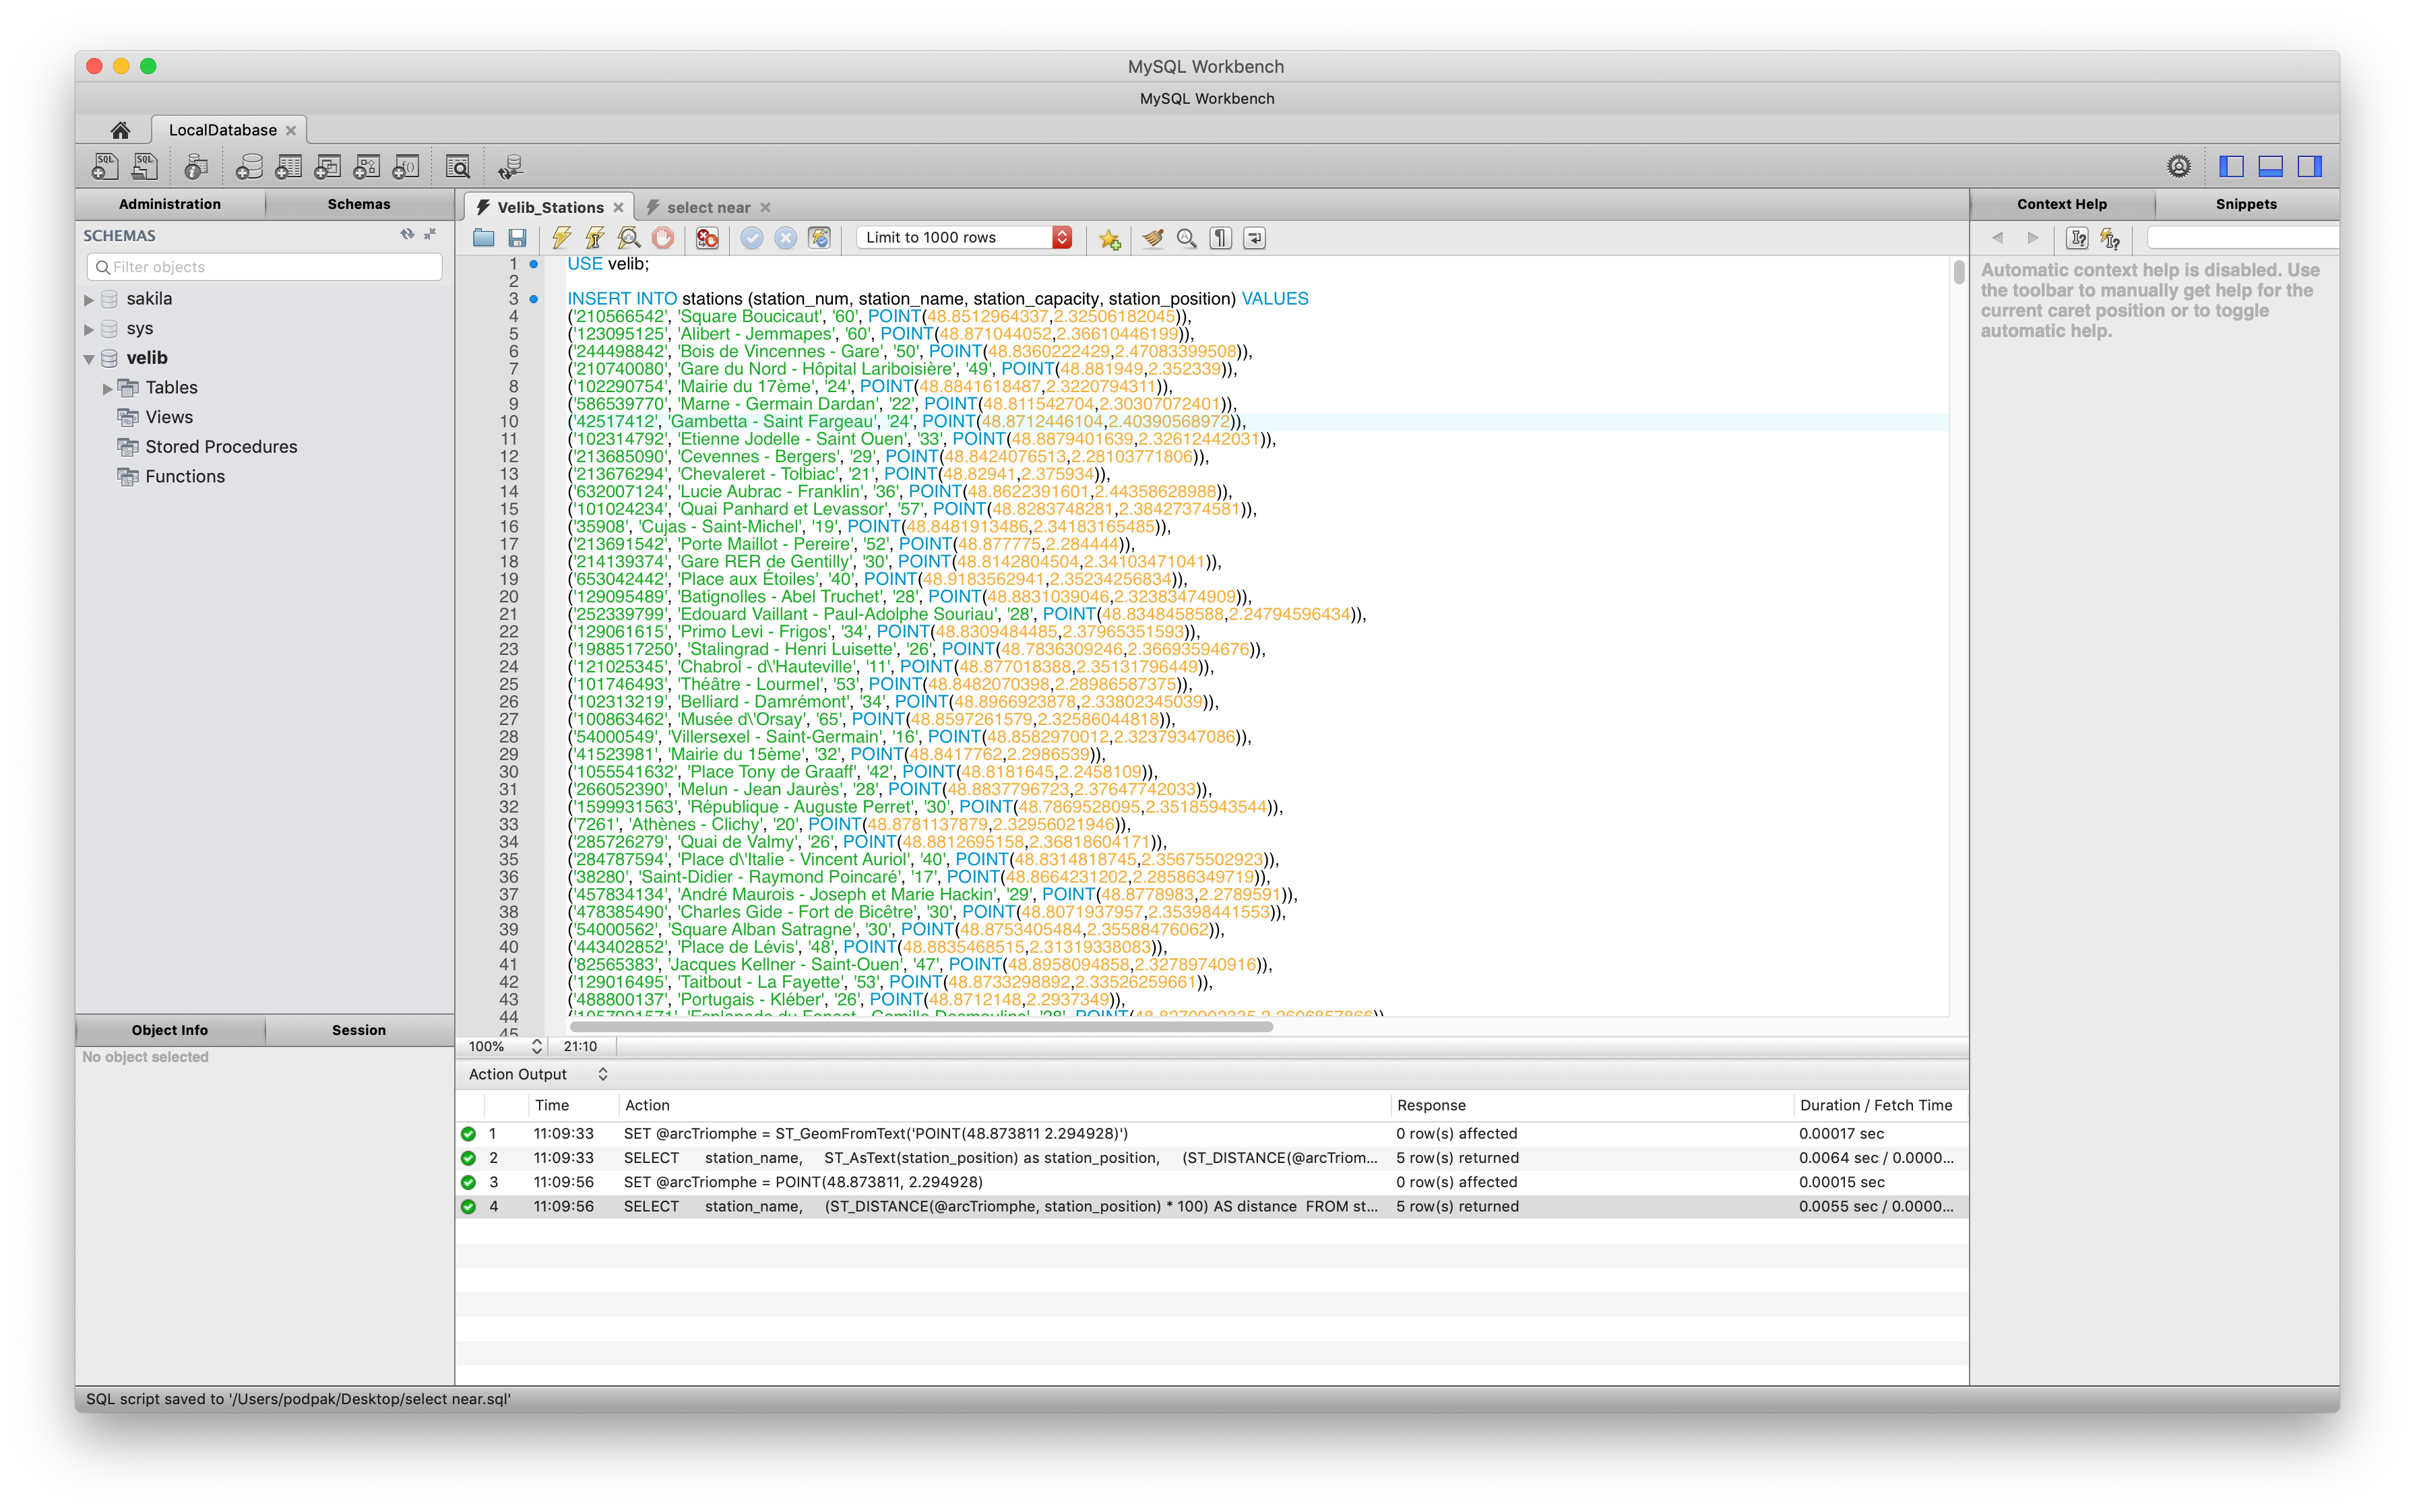 MySQL Workbench
MySQL Workbench
LocalDatabase
Administration
Schemas
SCHEMAS
Filter objects
sakila
sys
velib
Tables
Views
Stored Procedures
Functions
Object Info
Session
No object selected
Velib_Stations
select near
Limit to 1000 rows
1 USE velib;
2
3 INSERT INTO stations (station_num, station_name, station_capacity, station_position) VALUES
4 ('210566542', 'Square Boucicaut', '60', POINT(48.8512964337,2.32506182045)),
5 ('123095125', 'Alibert - Jemmapes', '60', POINT(48.871044052,2.36610446199)),
6 ('244498842', 'Bois de Vincennes - Gare', '50', POINT(48.8360222429,2.47083399508)),
7 ('210740080', 'Gare du Nord - Hôpital Lariboisière', '49', POINT(48.881949,2.352339)),
8 ('102290754', 'Mairie du 17ème', '24', POINT(48.8841618487,2.3220794311)),
9 ('586539770', 'Marne - Germain Dardan', '22', POINT(48.811542704,2.30307072401)),
10 ('42517412', 'Gambetta - Saint Fargeau', '24', POINT(48.8712446104,2.40390568972)),
11 ('102314792', 'Etienne Jodelle - Saint Ouen', '33', POINT(48.8879401639,2.32612442031)),
12 ('213685090', 'Cevennes - Bergers', '29', POINT(48.8424076513,2.28103771806)),
13 ('213676294', 'Chevaleret - Tolbiac', '21', POINT(48.82941,2.375934)),
14 ('632007124', 'Lucie Aubrac - Franklin', '36', POINT(48.8622391601,2.44358628988)),
15 ('101024234', 'Quai Panhard et Levassor', '57', POINT(48.8283748281,2.38427374581)),
16 ('35908', 'Cujas - Saint-Michel', '19', POINT(48.8481913486,2.34183165485)),
17 ('213691542', 'Porte Maillot - Pereire', '52', POINT(48.877775,2.284444)),
18 ('214139374', 'Gare RER de Gentilly', '30', POINT(48.8142804504,2.34103471041)),
19 ('653042442', 'Place aux Étoiles', '40', POINT(48.9183562941,2.35234256834)),
20 ('129095489', 'Batignolles - Abel Truchet', '28', POINT(48.8831039046,2.32383474909)),
21 ('252339799', 'Edouard Vaillant - Paul-Adolphe Souriau', '28', POINT(48.8348458588,2.24794596434)),
22 ('129061615', 'Primo Levi - Frigos', '34', POINT(48.8309484485,2.37965351593)),
23 ('1988517250', 'Stalingrad - Henri Luisette', '26', POINT(48.7836309246,2.36693594676)),
24 ('121025345', 'Chabrol - d\'Hauteville', '11', POINT(48.877018388,2.35131796449)),
25 ('101746493', 'Théâtre - Lourmel', '53', POINT(48.8482070398,2.28986587375)),
26 ('102313219', 'Belliard - Damrémont', '34', POINT(48.8966923878,2.33802345039)),
27 ('100863462', 'Musée d\'Orsay', '65', POINT(48.8597261579,2.32586044818)),
28 ('54000549', 'Villersexel - Saint-Germain', '16', POINT(48.8582970012,2.32379347086)),
29 ('41523981', 'Mairie du 15ème', '32', POINT(48.8417762,2.2986539)),
30 ('1055541632', 'Place Tony de Graaff', '42', POINT(48.8181645,2.2458109)),
31 ('266052390', 'Melun - Jean Jaurès', '28', POINT(48.8837796723,2.37647742033)),
32 ('1599931563', 'République - Auguste Perret', '30', POINT(48.7869528095,2.35185943544)),
33 ('7261', 'Athènes - Clichy', '20', POINT(48.8781137879,2.32956021946)),
34 ('285726279', 'Quai de Valmy', '26', POINT(48.8812695158,2.36818604171)),
35 ('284787594', 'Place d\'Italie - Vincent Auriol', '40', POINT(48.8314818745,2.35675502923)),
36 ('38280', 'Saint-Didier - Raymond Poincaré', '17', POINT(48.8664231202,2.28586349719)),
37 ('457834134', 'André Maurois - Joseph et Marie Hackin', '29', POINT(48.8778983,2.2789591)),
38 ('478385490', 'Charles Gide - Fort de Bicêtre', '30', POINT(48.8071937957,2.35398441553)),
39 ('54000562', 'Square Alban Satragne', '30', POINT(48.8753405484,2.35588476062)),
40 ('443402852', 'Place de Lévis', '48', POINT(48.8835468515,2.31319338083)),
41 ('82565383', 'Jacques Kellner - Saint-Ouen', '47', POINT(48.8958094858,2.32789740916)),
42 ('129016495', 'Taitbout - La Fayette', '53', POINT(48.8733298892,2.33526259661)),
43 ('488800137', 'Portugais - Kléber', '26', POINT(48.8712148,2.2937349)),
44
45
100%
21:10
Action Output
Time Action Response Duration / Fetch Time
1 11:09:33 SET @arcTriomphe = ST_GeomFromText('POINT(48.873811 2.294928)') 0 row(s) affected 0.00017 sec
2 11:09:33 SELECT station_name, ST_AsText(station_position) as station_position, (ST_DISTANCE(@arcTriom... 5 row(s) returned 0.0064 sec / 0.0000...
3 11:09:56 SET @arcTriomphe = POINT(48.873811, 2.294928) 0 row(s) affected 0.00015 sec
4 11:09:56 SELECT station_name, (ST_DISTANCE(@arcTriomphe, station_position) * 100) AS distance FROM st... 5 row(s) returned 0.0055 sec / 0.0000...
Context Help
Snippets
Automatic context help is disabled. Use
the toolbar to manually get help for the
current caret position or to toggle
automatic help.
SQL script saved to '/Users/podpak/Desktop/select near.sql'